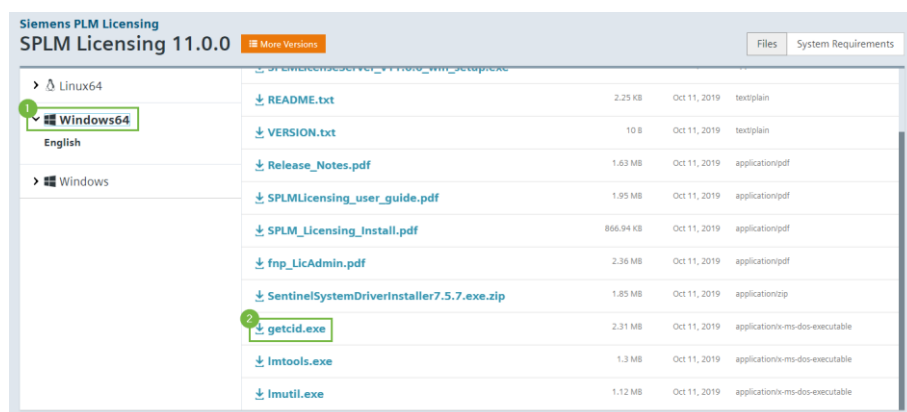 Siemens PLM Licensing
SPLM Licensing 11.0.0 More Versions Files System Requirements
Linux64
1
Windows64
English
Windows
SPLMLicenseServer_v11.0.0_win_setup.exe
README.txt 2.25 KB Oct 11, 2019 text/plain
VERSION.txt 10 B Oct 11, 2019 text/plain
Release_Notes.pdf 1.63 MB Oct 11, 2019 application/pdf
SPLMLicensing_user_guide.pdf 1.95 MB Oct 11, 2019 application/pdf
SPLM_Licensing_Install.pdf 866.94 KB Oct 11, 2019 application/pdf
fnp_LicAdmin.pdf 2.36 MB Oct 11, 2019 application/pdf
SentinelSystemDriverInstaller7.5.7.exe.zip 1.85 MB Oct 11, 2019 application/zip
2
getcid.exe 2.31 MB Oct 11, 2019 application/x-ms-dos-executable
lmtools.exe 1.3 MB Oct 11, 2019 application/x-ms-dos-executable
lmutil.exe 1.12 MB Oct 11, 2019 application/x-ms-dos-executable